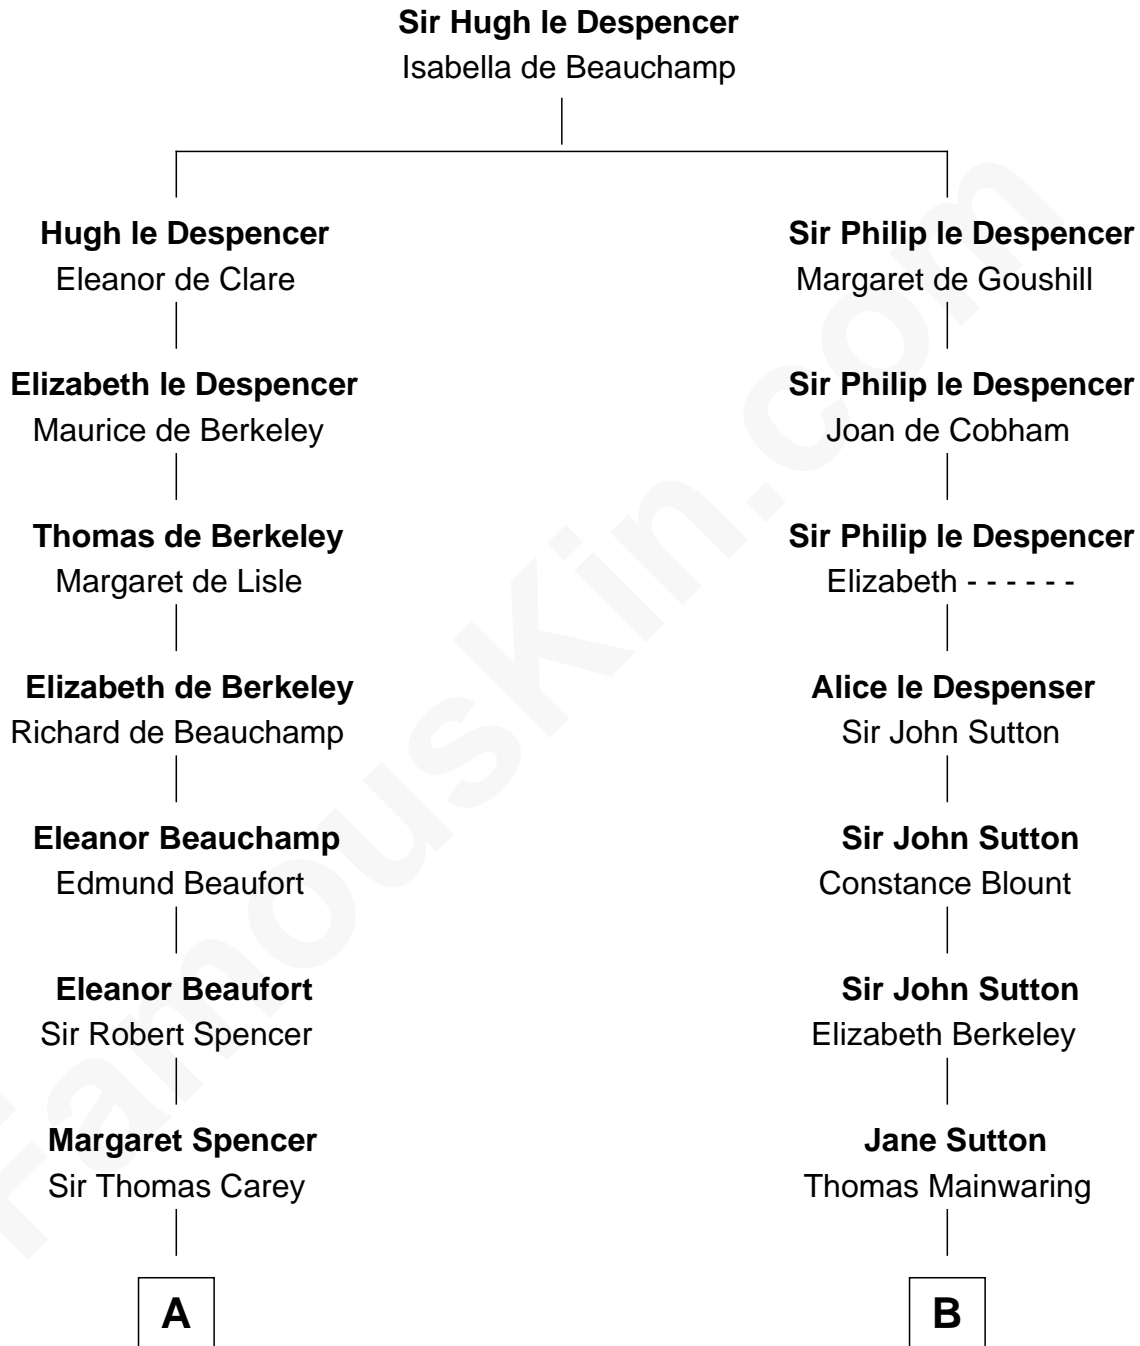 Sir Hugh le Despencer
Isabella de Beauchamp
Hugh le Despencer
Eleanor de Clare
Sir Philip le Despencer
Margaret de Goushill
Elizabeth le Despencer
Maurice de Berkeley
Sir Philip le Despencer
Joan de Cobham
Thomas de Berkeley
Margaret de Lisle
Sir Philip le Despencer
Elizabeth - - - - - -
Elizabeth de Berkeley
Richard de Beauchamp
Alice le Despenser
Sir John Sutton
Eleanor Beauchamp
Edmund Beaufort
Sir John Sutton
Constance Blount
Eleanor Beaufort
Sir Robert Spencer
Sir John Sutton
Elizabeth Berkeley
Margaret Spencer
Sir Thomas Carey
Jane Sutton
Thomas Mainwaring
A
B
FamousKin.com